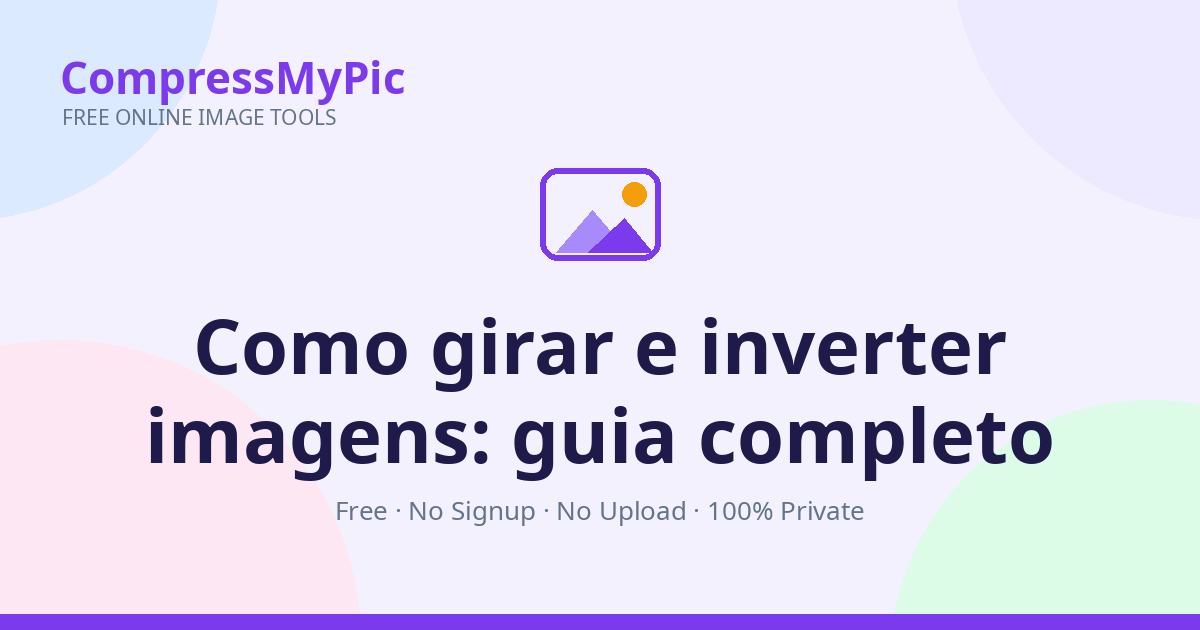 CompressMyPic
FREE ONLINE IMAGE TOOLS
Como girar e inverter
imagens: guia completo
Free · No Signup · No Upload · 100% Private